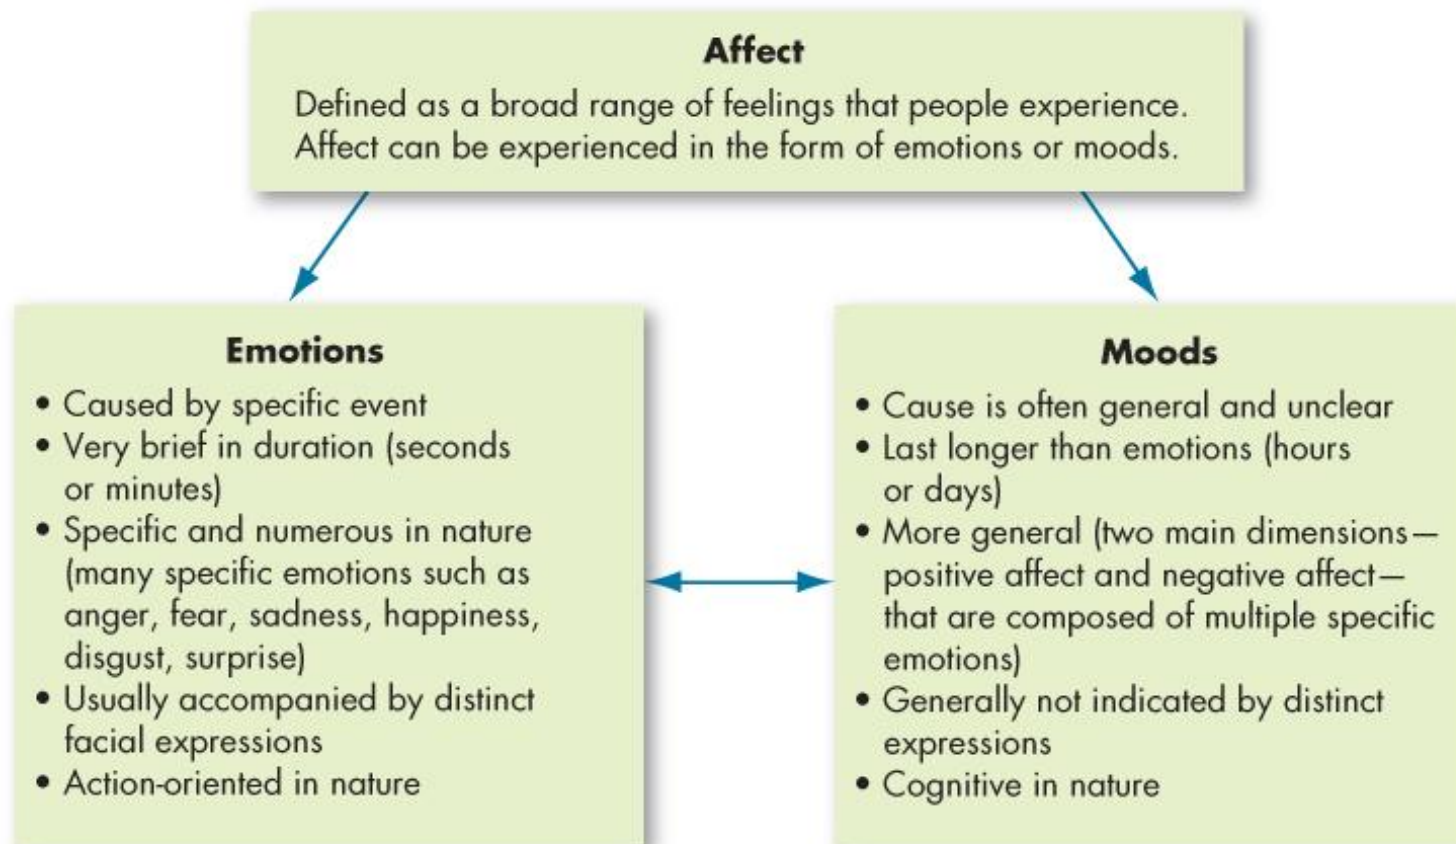 Affect
Defined as a broad range of feelings that people experience.
Affect can be experienced in the form of emotions or moods.
Emotions
• Caused by specific event
• Very brief in duration (seconds
or minutes)
• Specific and numerous in nature
(many specific emotions such as
anger, fear, sadness, happiness,
disgust, surprise)
• Usually accompanied by distinct
facial expressions
• Action-oriented in nature
Moods
• Cause is often general and unclear
• Last longer than emotions (hours
or days)
• More general (two main dimensions—
positive affect and negative affect—
that are composed of multiple specific
emotions)
• Generally not indicated by distinct
expressions
• Cognitive in nature